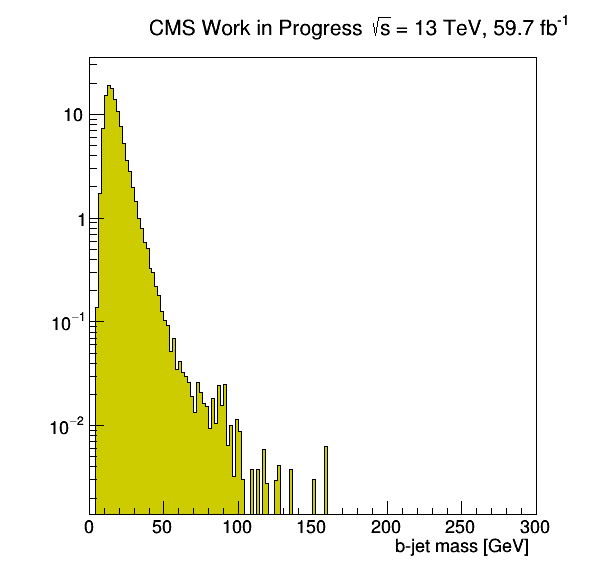 CMS Work in Progress √s = 13 TeV, 59.7 fb⁻¹
10
1
10⁻¹
10⁻²
0 50 100 150 200 250 300
b-jet mass [GeV]